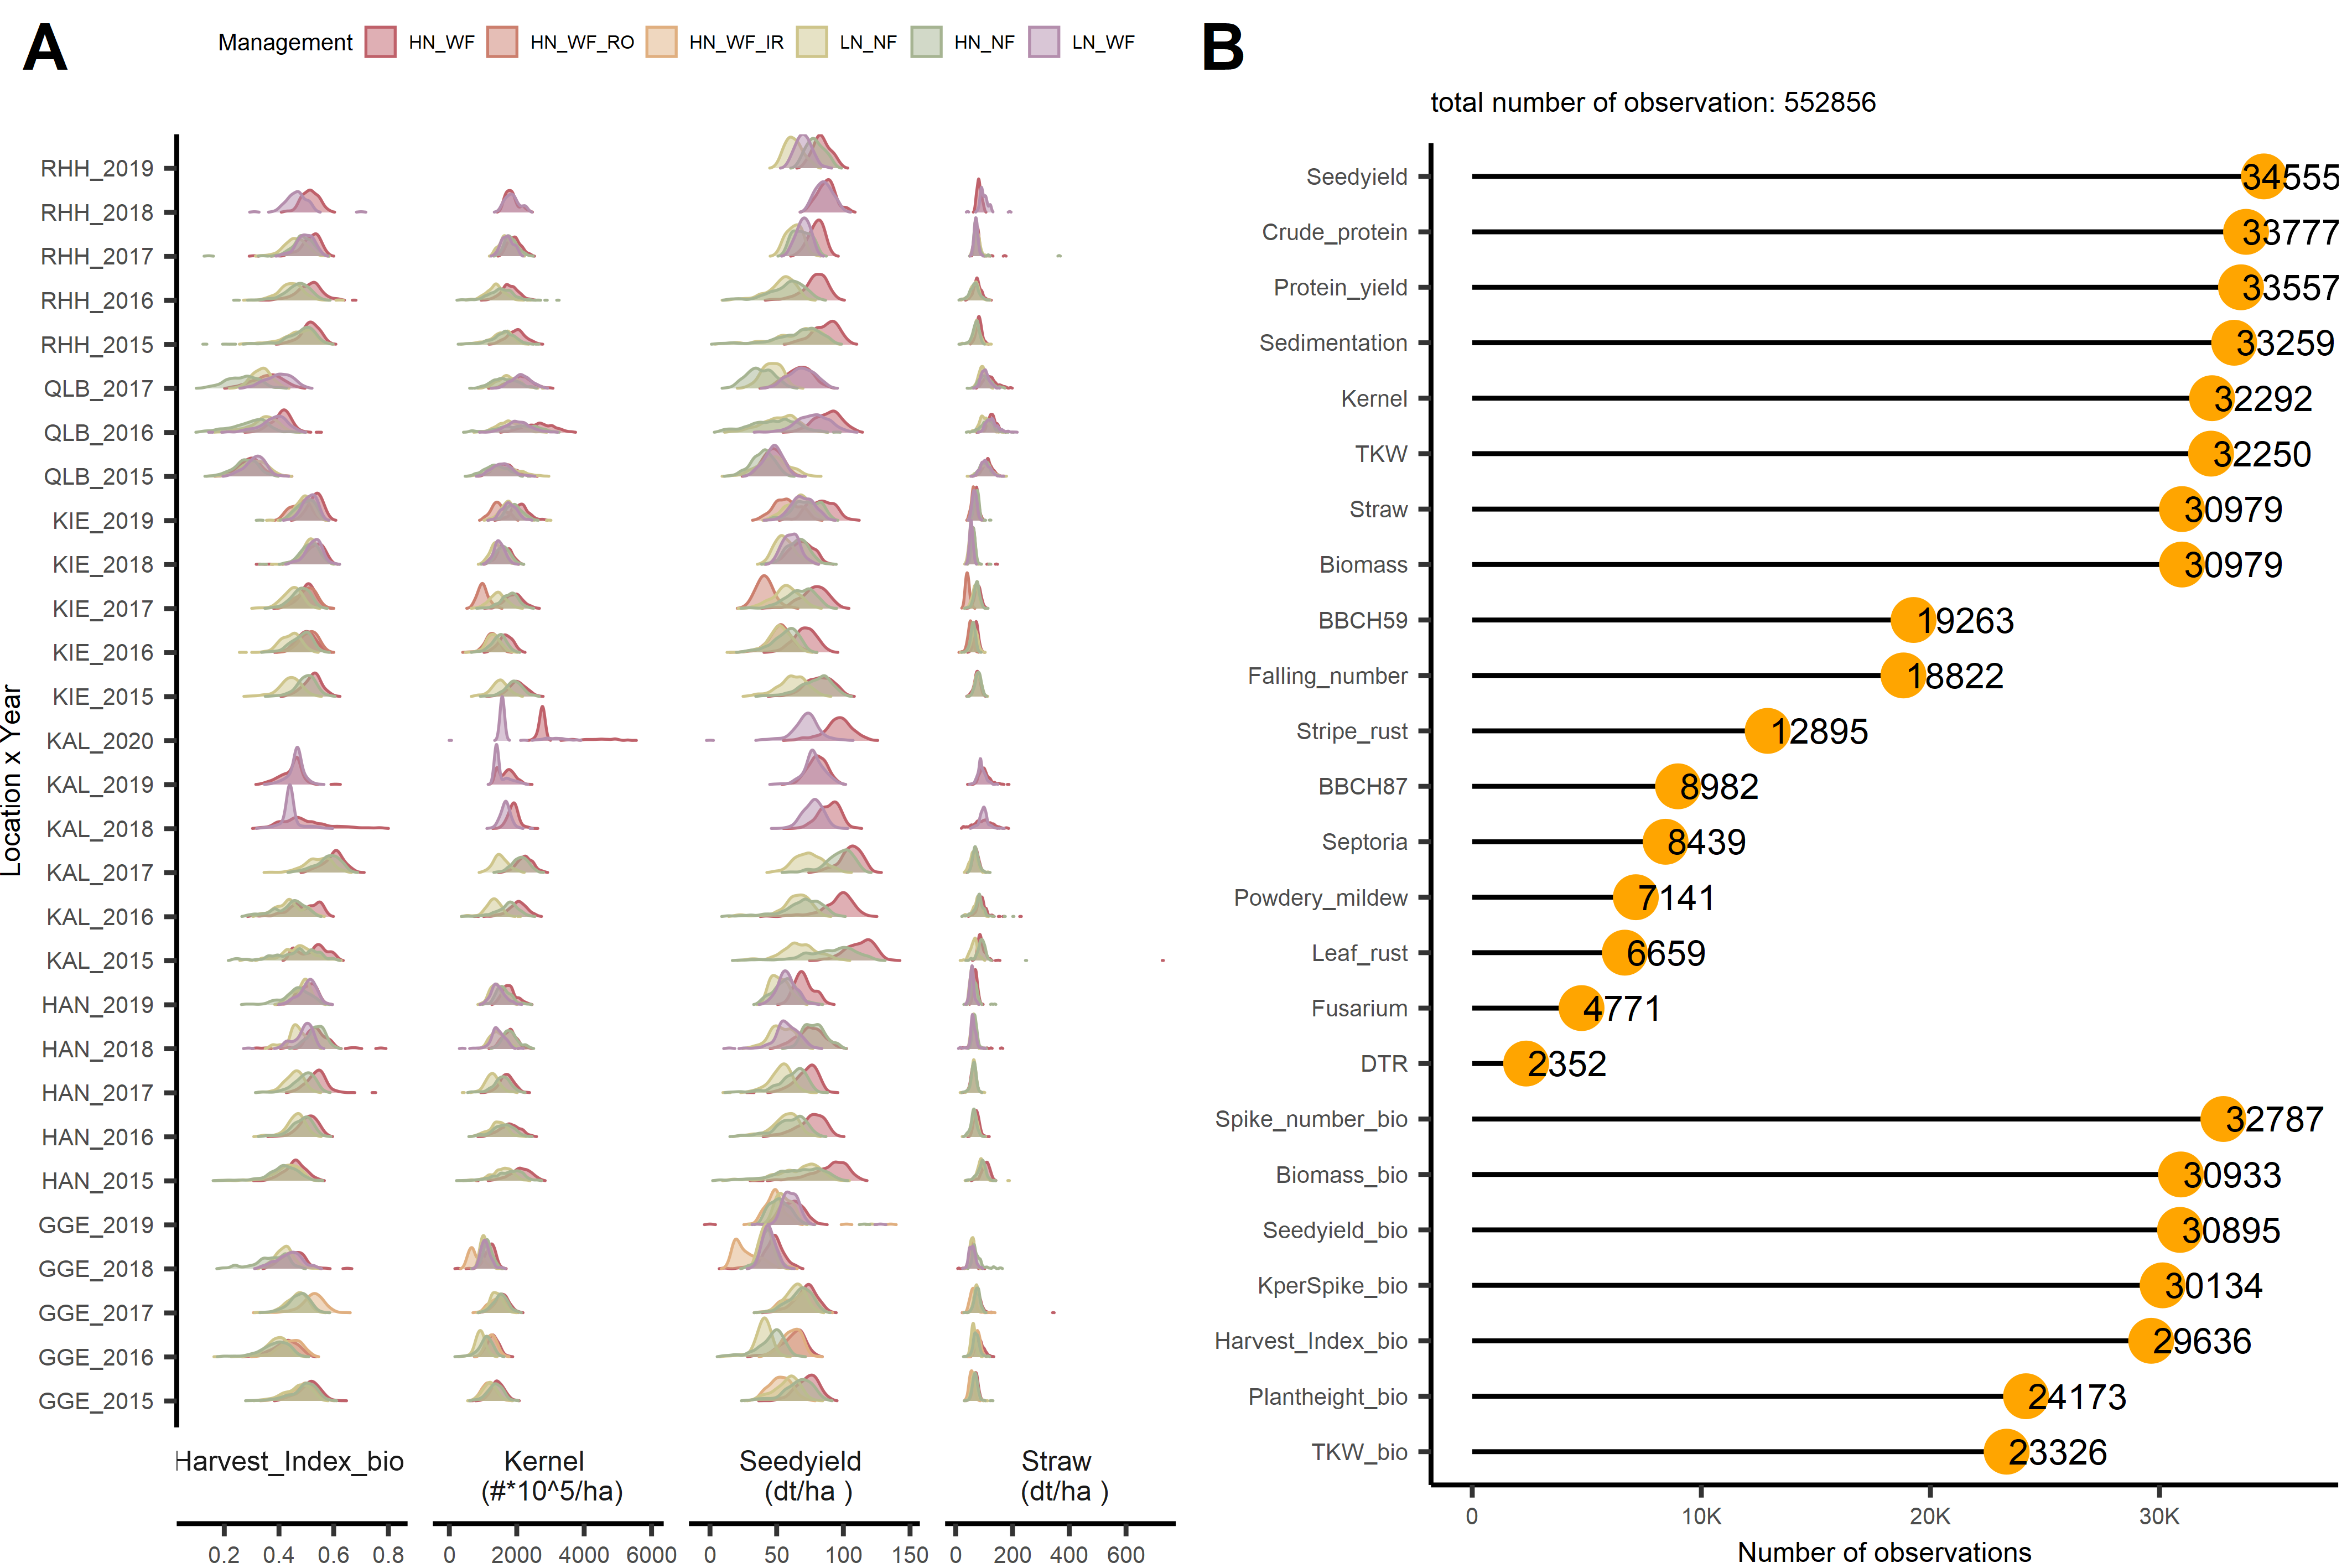 A
Management HN_WF HN_WF_RO HN_WF_IR LN_NF HN_NF LN_WF
Location x Year
RHH_2019
RHH_2018
RHH_2017
RHH_2016
RHH_2015
QLB_2017
QLB_2016
QLB_2015
KIE_2019
KIE_2018
KIE_2017
KIE_2016
KIE_2015
KAL_2020
KAL_2019
KAL_2018
KAL_2017
KAL_2016
KAL_2015
HAN_2019
HAN_2018
HAN_2017
HAN_2016
HAN_2015
GGE_2019
GGE_2018
GGE_2017
GGE_2016
GGE_2015
Harvest_Index_bio
0.2 0.4 0.6 0.8
Kernel
(#*10^5/ha)
0 2000 4000 6000
Seedyield
(dt/ha )
0 50 100 150
Straw
(dt/ha )
0 200 400 600
B
total number of observation: 552856
Seedyield 34555
Crude_protein 33777
Protein_yield 33557
Sedimentation 33259
Kernel 32292
TKW 32250
Straw 30979
Biomass 30979
BBCH59 19263
Falling_number 18822
Stripe_rust 12895
BBCH87 8982
Septoria 8439
Powdery_mildew 7141
Leaf_rust 6659
Fusarium 4771
DTR 2352
Spike_number_bio 32787
Biomass_bio 30933
Seedyield_bio 30895
KperSpike_bio 30134
Harvest_Index_bio 29636
Plantheight_bio 24173
TKW_bio 23326
0 10K 20K 30K
Number of observations